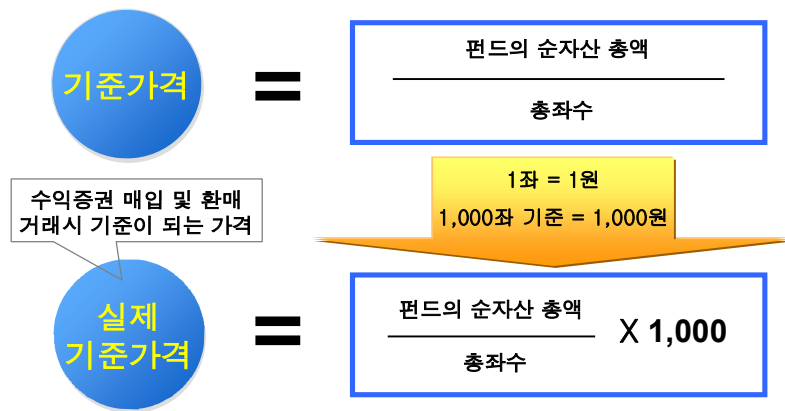 기준가격
=
펀드의 순자산 총액
총좌수
수익증권 매입 및 환매
거래시 기준이 되는 가격
1좌 = 1원
1,000좌 기준 = 1,000원
실제
기준가격
=
펀드의 순자산 총액
총좌수
X 1,000